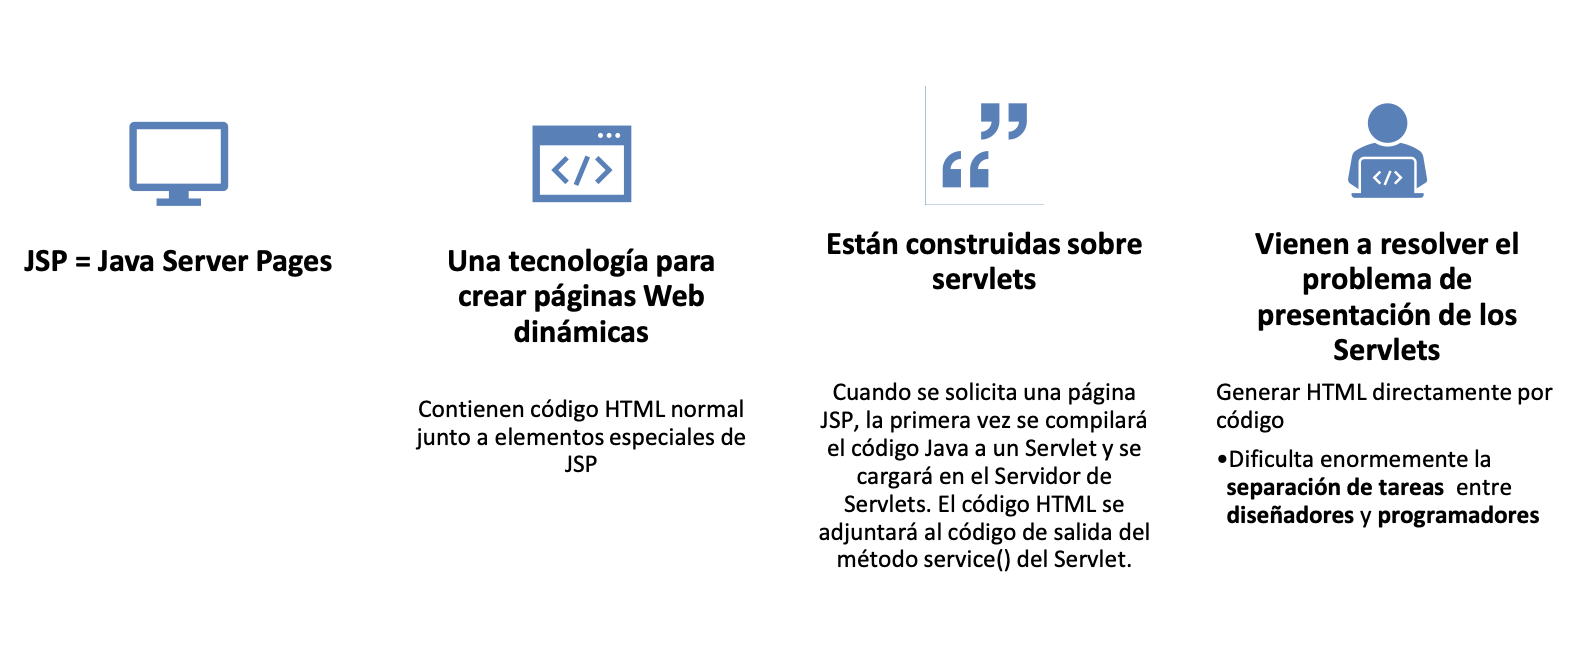 JSP = Java Server Pages
Una tecnología para
crear páginas Web
dinámicas
Contienen código HTML normal
junto a elementos especiales de
JSP
Están construidas sobre
servlets
Cuando se solicita una página
JSP, la primera vez se compilará
el código Java a un Servlet y se
cargará en el Servidor de
Servlets. El código HTML se
adjuntará al código de salida del
método service() del Servlet.
Vienen a resolver el
problema de
presentación de los
Servlets
Generar HTML directamente por
código
•Dificulta enormemente la
separación de tareas entre
diseñadores y programadores